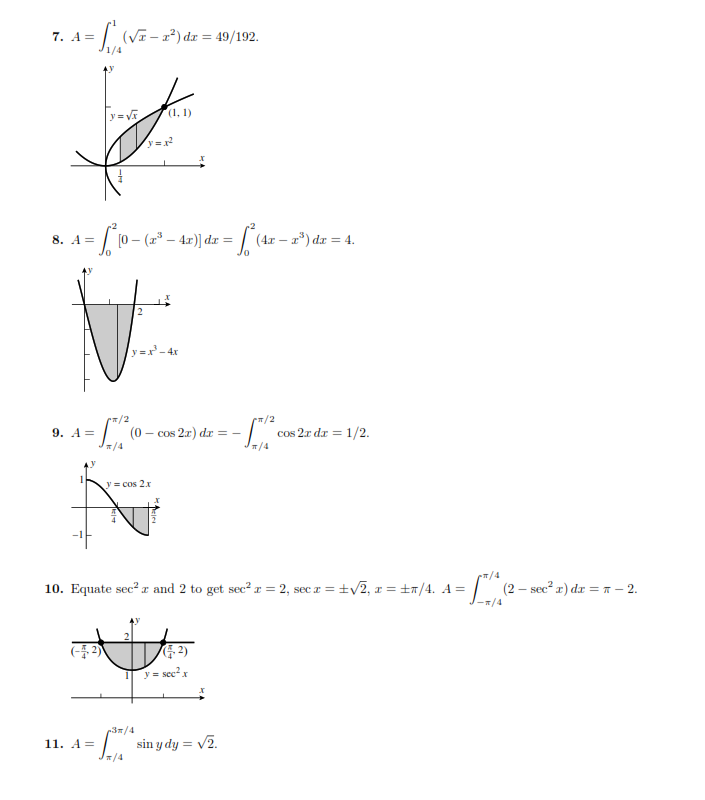 7. A = ∫_{1/4}^{1} (√x − x²) dx = 49/192.
y
y = √x
(1, 1)
y = x²
x
1/4
8. A = ∫_0^2 [0 − (x³ − 4x)] dx = ∫_0^2 (4x − x³) dx = 4.
y
x
2
y = x³ – 4x
9. A = ∫_{π/4}^{π/2} (0 − cos 2x) dx = − ∫_{π/4}^{π/2} cos 2x dx = 1/2.
y
1
y = cos 2x
x
π/4
π/2
–1
10. Equate sec² x and 2 to get sec² x = 2, sec x = ±√2, x = ±π/4. A = ∫_{−π/4}^{π/4} (2 − sec² x) dx = π − 2.
y
2
(–π/4, 2)
(π/4, 2)
1
y = sec² x
x
11. A = ∫_{π/4}^{3π/4} sin y dy = √2.